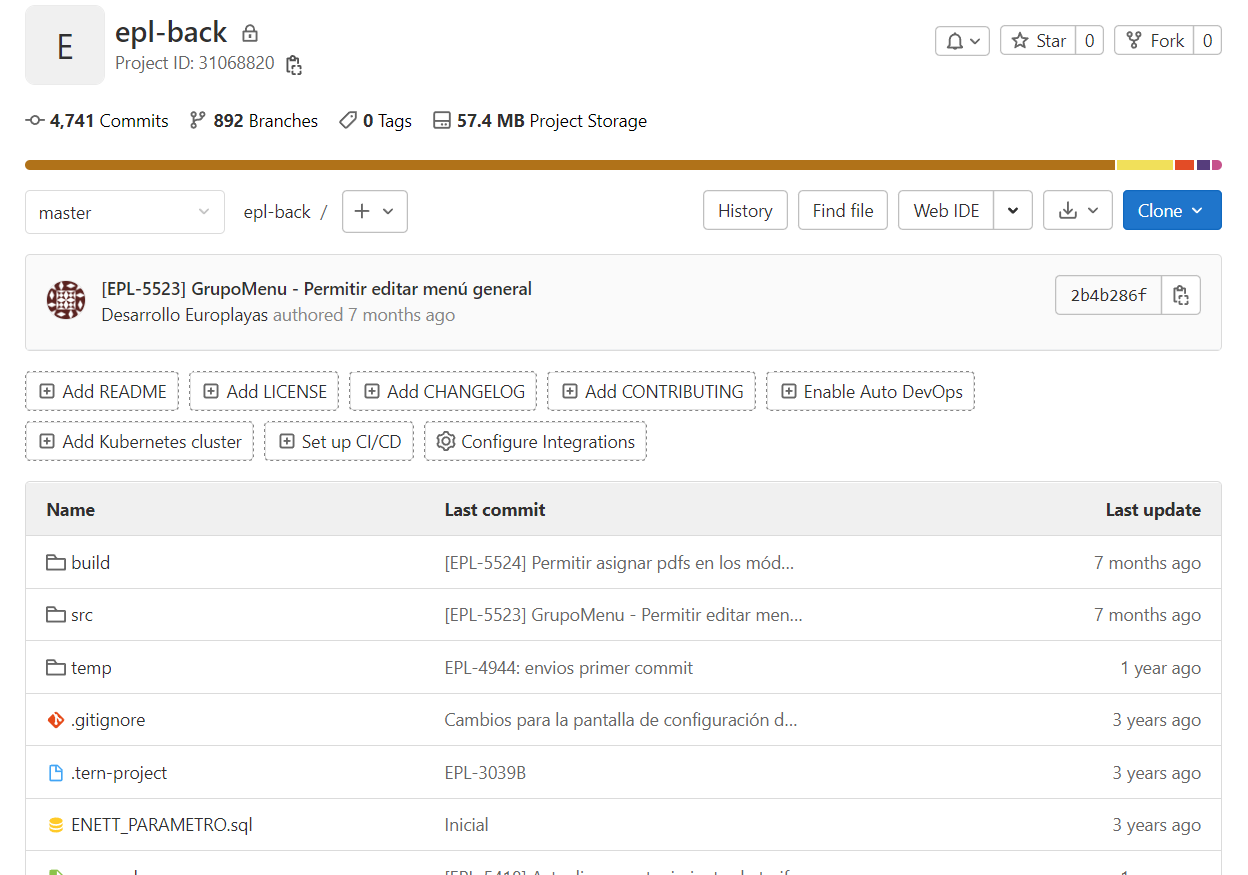 E
epl-back
Project ID: 31068820
Star 0
Fork 0
4,741 Commits 892 Branches 0 Tags 57.4 MB Project Storage
master epl-back / History Find file Web IDE Clone
[EPL-5523] GrupoMenu - Permitir editar menú general
Desarrollo Europlayas authored 7 months ago
2b4b286f
Add README Add LICENSE Add CHANGELOG Add CONTRIBUTING Enable Auto DevOps
Add Kubernetes cluster Set up CI/CD Configure Integrations
Name Last commit Last update
build [EPL-5524] Permitir asignar pdfs en los mód... 7 months ago
src [EPL-5523] GrupoMenu - Permitir editar men... 7 months ago
temp EPL-4944: envios primer commit 1 year ago
.gitignore Cambios para la pantalla de configuración d... 3 years ago
.tern-project EPL-3039B 3 years ago
ENETT_PARAMETRO.sql Inicial 3 years ago